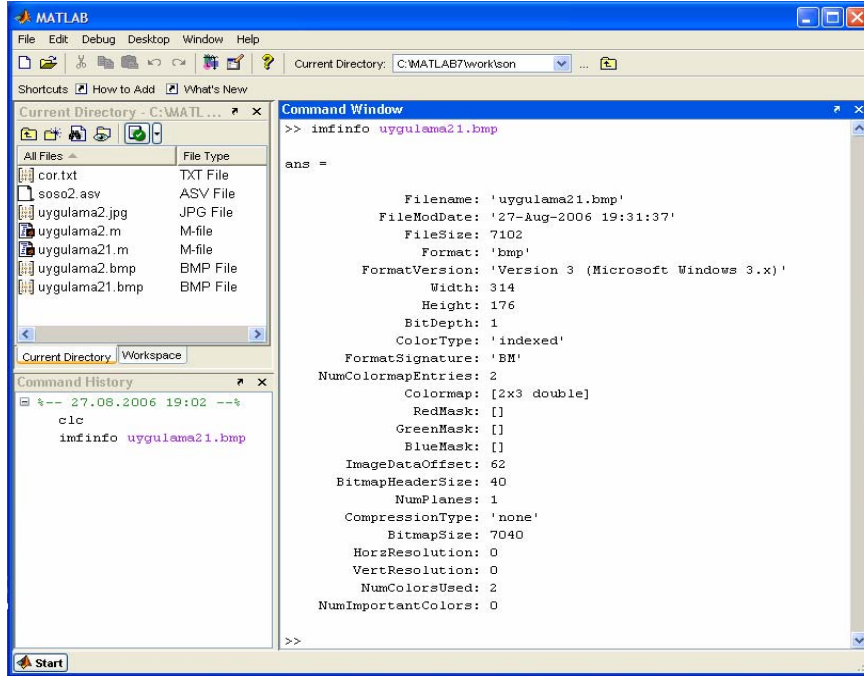 MATLAB
File Edit Debug Desktop Window Help
Current Directory: C:\MATLAB7\work\son
Shortcuts How to Add What's New
Current Directory - C:\MATL...
All Files File Type
cor.txt TXT File
soso2.asv ASV File
uygulama2.jpg JPG File
uygulama2.m M-file
uygulama21.m M-file
uygulama2.bmp BMP File
uygulama21.bmp BMP File
Current Directory Workspace
Command History
%-- 27.08.2006 19:02 --%
clc
imfinfo uygulama21.bmp
Command Window
>> imfinfo uygulama21.bmp
ans =
Filename: 'uygulama21.bmp'
FileModDate: '27-Aug-2006 19:31:37'
FileSize: 7102
Format: 'bmp'
FormatVersion: 'Version 3 (Microsoft Windows 3.x)'
Width: 314
Height: 176
BitDepth: 1
ColorType: 'indexed'
FormatSignature: 'BM'
NumColormapEntries: 2
Colormap: [2x3 double]
RedMask: []
GreenMask: []
BlueMask: []
ImageDataOffset: 62
BitmapHeaderSize: 40
NumPlanes: 1
CompressionType: 'none'
BitmapSize: 7040
HorzResolution: 0
VertResolution: 0
NumColorsUsed: 2
NumImportantColors: 0
>>
Start